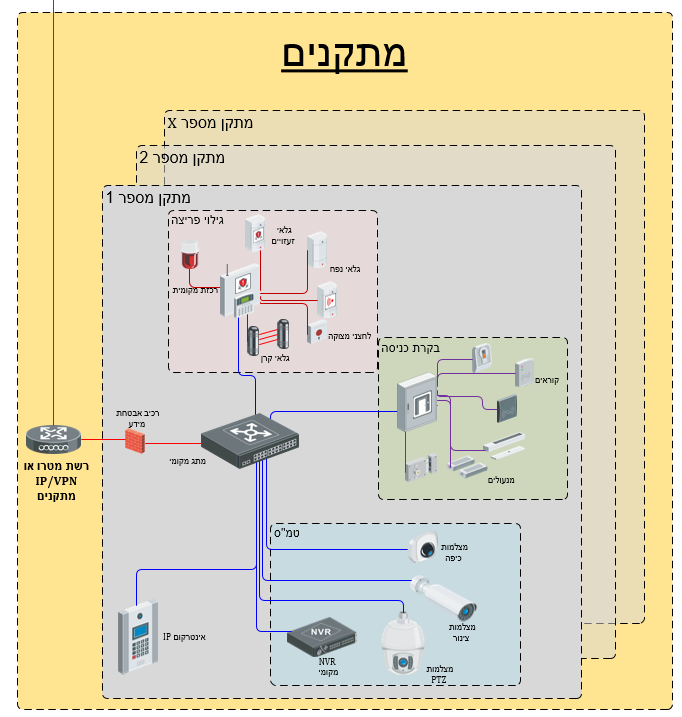 מתקנים
מתקן מספר X
מתקן מספר 2
מתקן מספר 1
גילוי פריצה
גלאי
זעזועיים
גלאי נפח
רכזת מקומית
לחצני מצוקה
גלאי קרן
בקרת כניסה
קוראים
מנעולים
רכיב אבטחת
מידע
מתג מקומי
רשת מטרו או
IP/VPN
מתקנים
טמ"ס
מצלמות
כיפה
מצלמות
צינור
מצלמות
PTZ
NVR
NVR
מקומי
אינטרקום IP